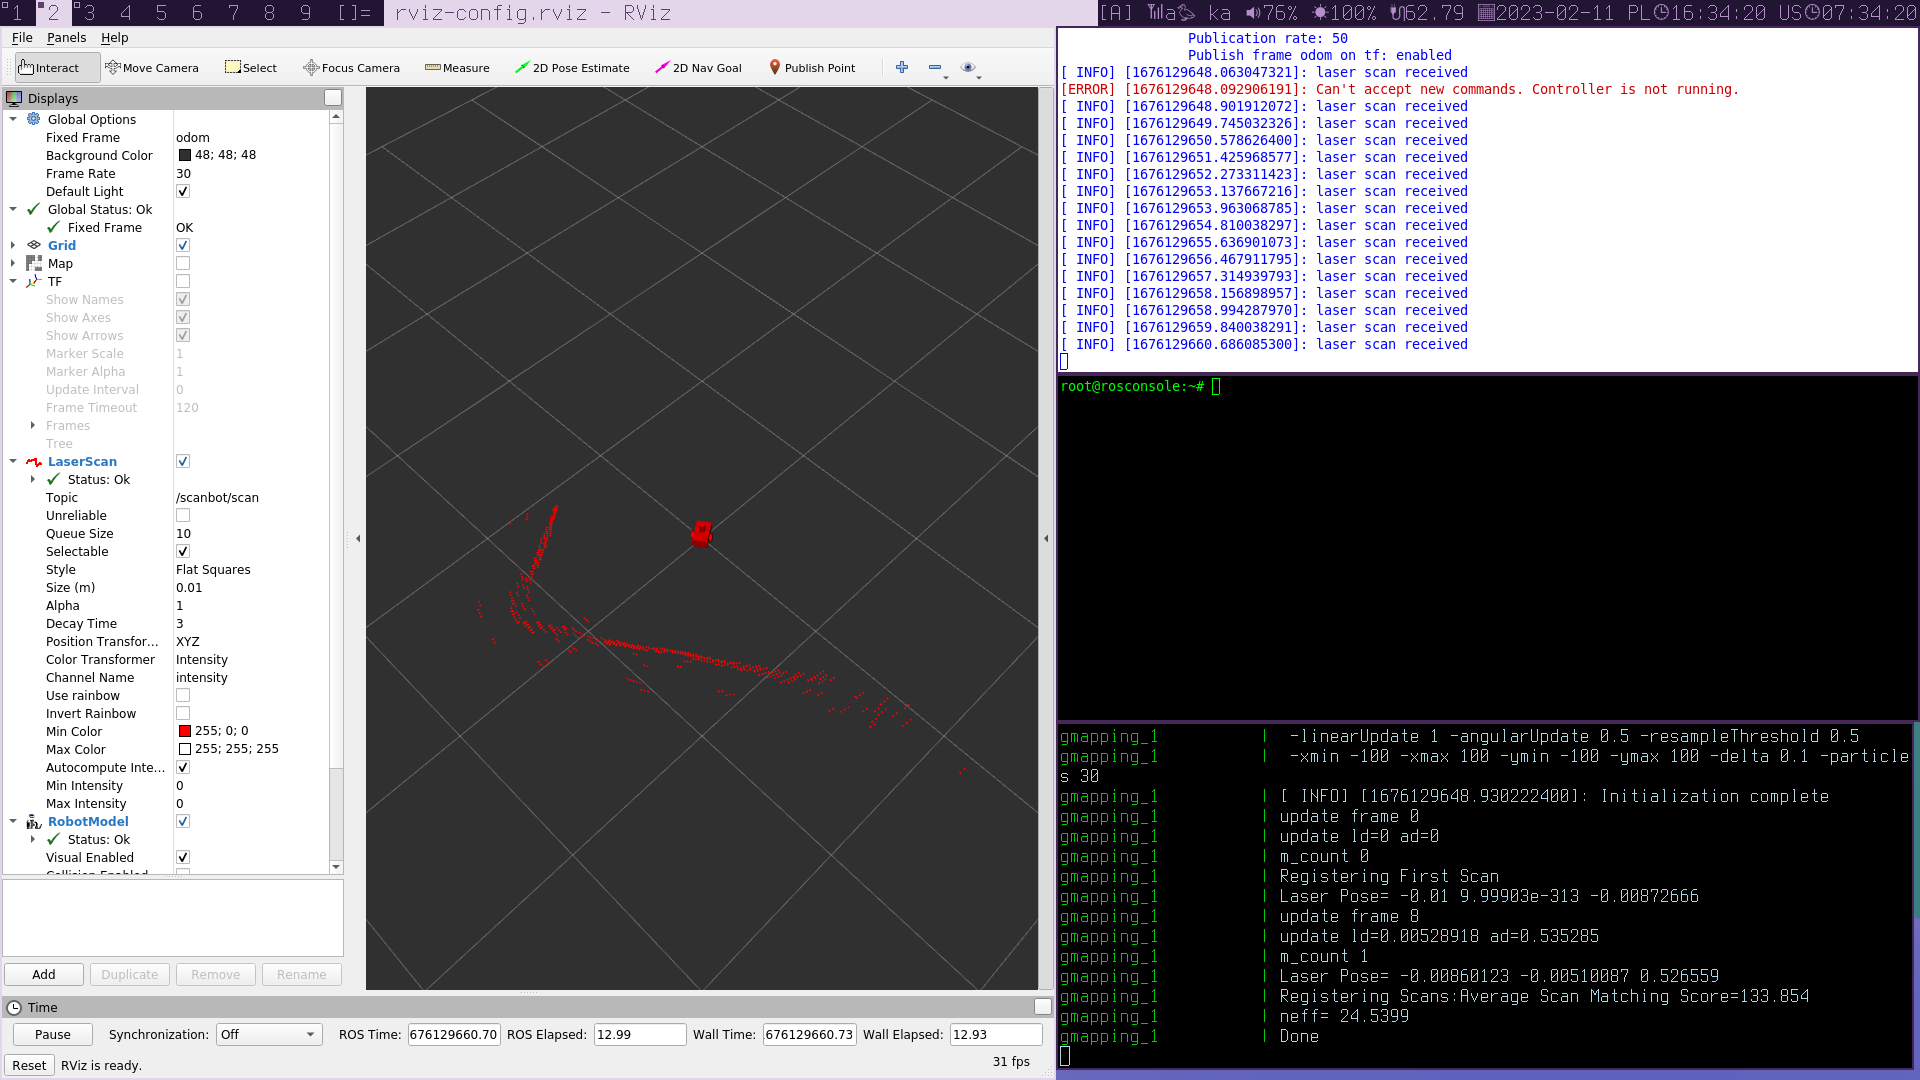 1 2 3 4 5 6 7 8 9 []= rviz-config.rviz - RViz
[A] ka 76% 100% 62.79 2023-02-11 PL 16:34:20 US 07:34:20
File Panels Help
Interact Move Camera Select Focus Camera Measure 2D Pose Estimate 2D Nav Goal Publish Point
Displays
Global Options
Fixed Frame odom
Background Color 48; 48; 48
Frame Rate 30
Default Light
Global Status: Ok
Fixed Frame OK
Grid
Map
TF
Show Names
Show Axes
Show Arrows
Marker Scale 1
Marker Alpha 1
Update Interval 0
Frame Timeout 120
Frames
Tree
LaserScan
Status: Ok
Topic /scanbot/scan
Unreliable
Queue Size 10
Selectable
Style Flat Squares
Size (m) 0.01
Alpha 1
Decay Time 3
Position Transfor... XYZ
Color Transformer Intensity
Channel Name intensity
Use rainbow
Invert Rainbow
Min Color 255; 0; 0
Max Color 255; 255; 255
Autocompute Inte...
Min Intensity 0
Max Intensity 0
RobotModel
Status: Ok
Visual Enabled
Collision Enabled
Add Duplicate Remove Rename
Time
Pause Synchronization: Off ROS Time: 676129660.70 ROS Elapsed: 12.99 Wall Time: .676129660.73 Wall Elapsed: 12.93
Reset RViz is ready. 31 fps
Publication rate: 50
Publish frame odom on tf: enabled
[ INFO] [1676129648.063047321]: laser scan received
[ERROR] [1676129648.092906191]: Can't accept new commands. Controller is not running.
[ INFO] [1676129648.901912072]: laser scan received
[ INFO] [1676129649.745032326]: laser scan received
[ INFO] [1676129650.578626400]: laser scan received
[ INFO] [1676129651.425968577]: laser scan received
[ INFO] [1676129652.273311423]: laser scan received
[ INFO] [1676129653.137667216]: laser scan received
[ INFO] [1676129653.963068785]: laser scan received
[ INFO] [1676129654.810038297]: laser scan received
[ INFO] [1676129655.636901073]: laser scan received
[ INFO] [1676129656.467911795]: laser scan received
[ INFO] [1676129657.314939793]: laser scan received
[ INFO] [1676129658.156898957]: laser scan received
[ INFO] [1676129658.994287970]: laser scan received
[ INFO] [1676129659.840038291]: laser scan received
[ INFO] [1676129660.686085300]: laser scan received
root@rosconsole:~#
gmapping_1 | -linearUpdate 1 -angularUpdate 0.5 -resampleThreshold 0.5
gmapping_1 | -xmin -100 -xmax 100 -ymin -100 -ymax 100 -delta 0.1 -particle
s 30
gmapping_1 | [ INFO] [1676129648.930222400]: Initialization complete
gmapping_1 | update frame 0
gmapping_1 | update ld=0 ad=0
gmapping_1 | m_count 0
gmapping_1 | Registering First Scan
gmapping_1 | Laser Pose= -0.01 9.99903e-313 -0.00872666
gmapping_1 | update frame 8
gmapping_1 | update ld=0.00528918 ad=0.535285
gmapping_1 | m_count 1
gmapping_1 | Laser Pose= -0.00860123 -0.00510087 0.526559
gmapping_1 | Registering Scans:Average Scan Matching Score=133.854
gmapping_1 | neff= 24.5399
gmapping_1 | Done